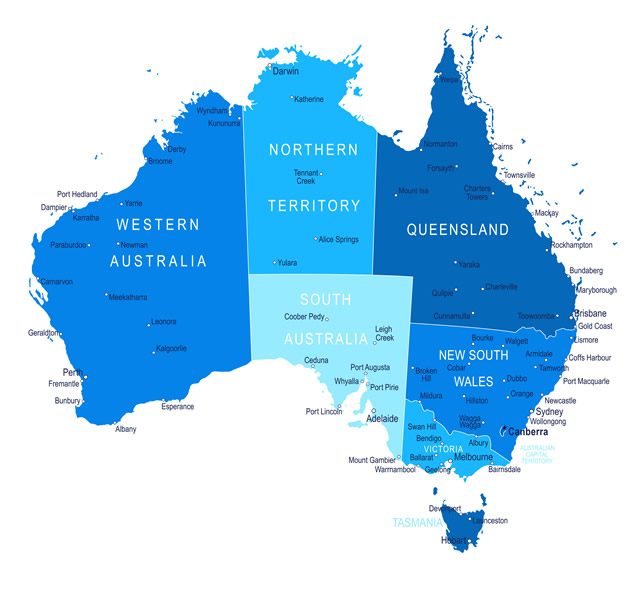 Darwin
Weipa
Katherine
Wyndham
Kununurra
Derby
Broome
NORTHERN
TERRITORY
Tennant
Creek
Alice Springs
Yulara
Normanton
Cairns
Forsayth
Townsville
Mount Isa
Charters
Towers
Mackay
QUEENSLAND
Rockhampton
Yaraka
Bundaberg
Quilpie
Charleville
Maryborough
Cunnamulla
Toowoomba
Brisbane
Gold Coast
Port Hedland
Dampier
Karratha
Yarrie
WESTERN
AUSTRALIA
Paraburdoo
Newman
Carnarvon
Meekatharra
Leonora
Geraldton
Kalgoorlie
Perth
Fremantle
Bunbury
Esperance
Albany
SOUTH
AUSTRALIA
Coober Pedy
Leigh
Creek
Ceduna
Port Augusta
Whyalla
Port Pirie
Port Lincoln
Adelaide
Mount Gambier
Bourke
Walgett
Lismore
NEW SOUTH
WALES
Armidale
Coffs Harbour
Cobar
Tamworth
Broken
Hill
Dubbo
Port Macquarie
Mildura
Hillston
Orange
Newcastle
Sydney
Wollongong
Wagga
Wagga
Canberra
AUSTRALIAN
CAPITAL
TERRITORY
Swan Hill
Bendigo
Albury
VICTORIA
Ballarat
Melbourne
Warrnambool
Geelong
Bairnsdale
Devonport
TASMANIA
Launceston
Hobart